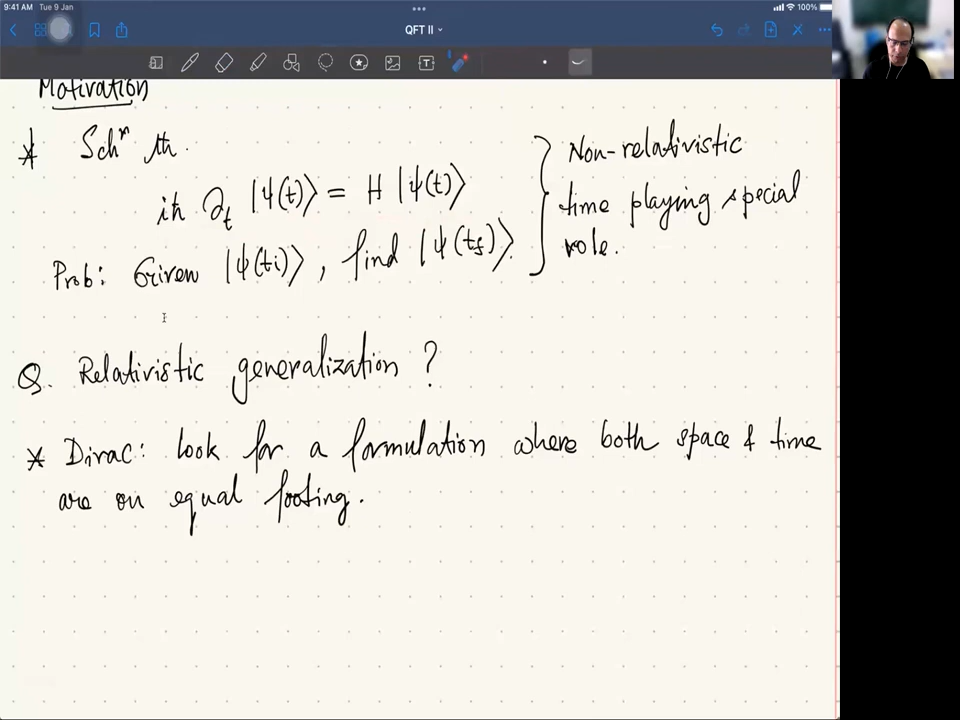 9:41 AM Tue 9 Jan
100%
QFT II
Motivation
* Schⁿ th.
iħ ∂t |ψ(t)⟩ = H |ψ(t)⟩
Prob: Given |ψ(ti)⟩, find |ψ(tf)⟩.
Non-relativistic
time playing special
role.
Q. Relativistic generalization?
* Dirac: look for a formulation where both space & time
are on equal footing.